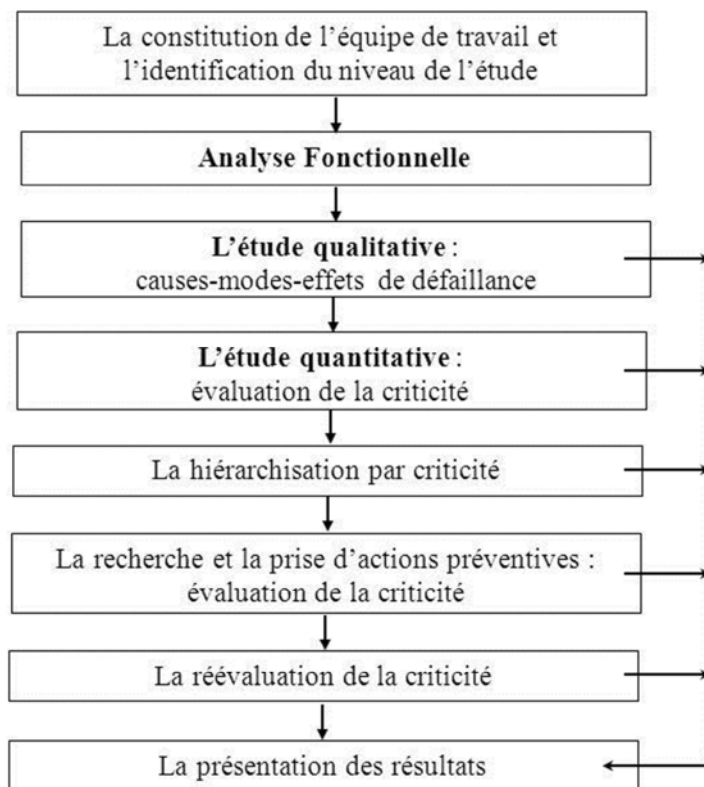 La constitution de l’équipe de travail et
l’identification du niveau de l’étude
Analyse Fonctionnelle
L’étude qualitative :
causes-modes-effets de défaillance
L’étude quantitative :
évaluation de la criticité
La hiérarchisation par criticité
La recherche et la prise d’actions préventives :
évaluation de la criticité
La réévaluation de la criticité
La présentation des résultats